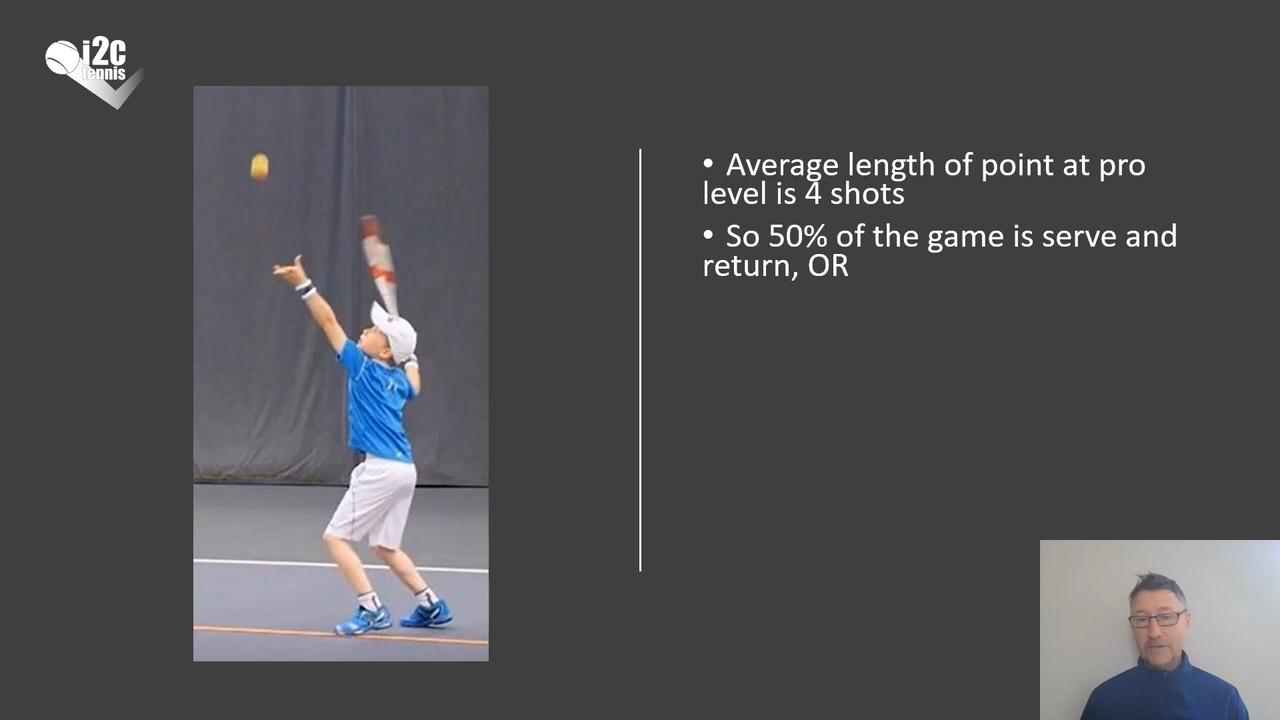 i2c
tennis
• Average length of point at pro
level is 4 shots
• So 50% of the game is serve and
return, OR